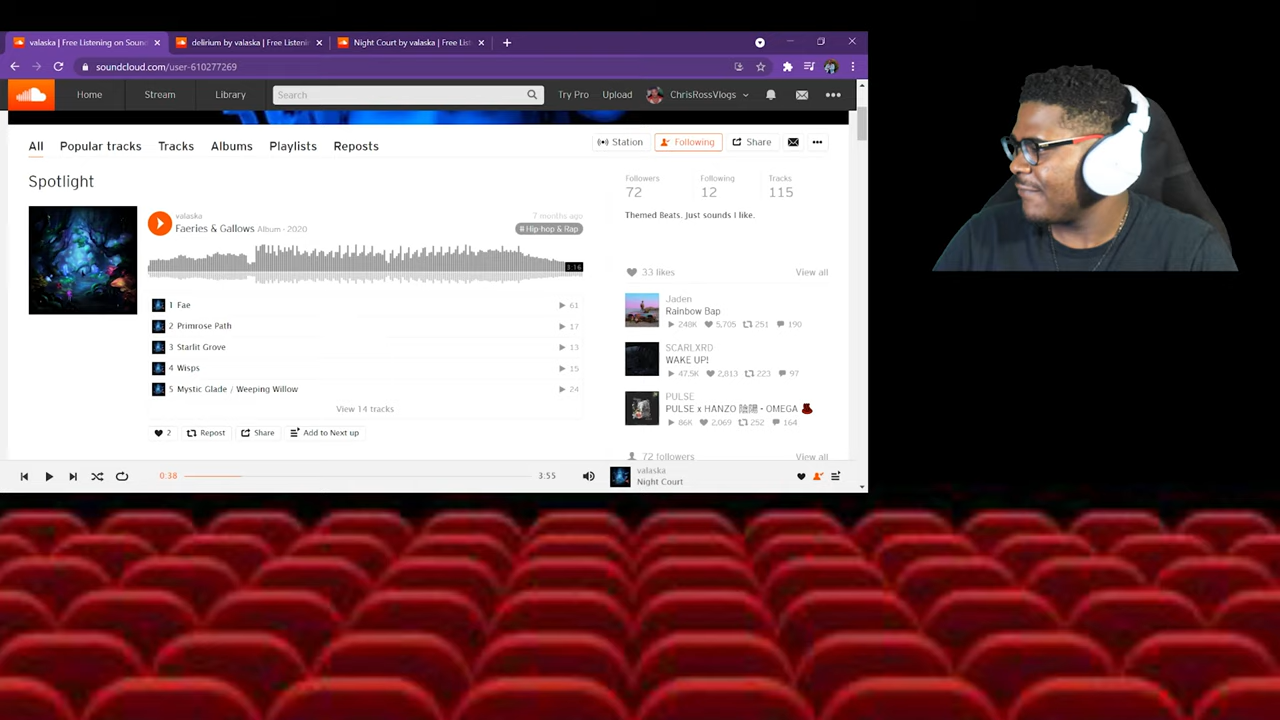 valaska | Free Listening on Soun
delirium by valaska | Free Listenin
Night Court by valaska | Free List
soundcloud.com/user-610277269
Home
Stream
Library
Search
Try Pro
Upload
ChrisRossVlogs
All
Popular tracks
Tracks
Albums
Playlists
Reposts
Station
Following
Share
Spotlight
Followers
72
Following
12
Tracks
115
Themed Beats. Just sounds I like.
valaska
7 months ago
Faeries & Gallows Album · 2020
# Hip-hop & Rap
3:16
1 Fae 61
2 Primrose Path 17
3 Starlit Grove 13
4 Wisps 15
5 Mystic Glade / Weeping Willow 24
View 14 tracks
2
Repost
Share
Add to Next up
33 likes
View all
Jaden
Rainbow Bap
248K 5,705 251 190
SCARLXRD
WAKE UP!
47.5K 2,813 223 97
PULSE
PULSE x HANZO 陰陽 - OMEGA
86K 2,069 252 164
72 followers
View all
0:38
3:55
valaska
Night Court